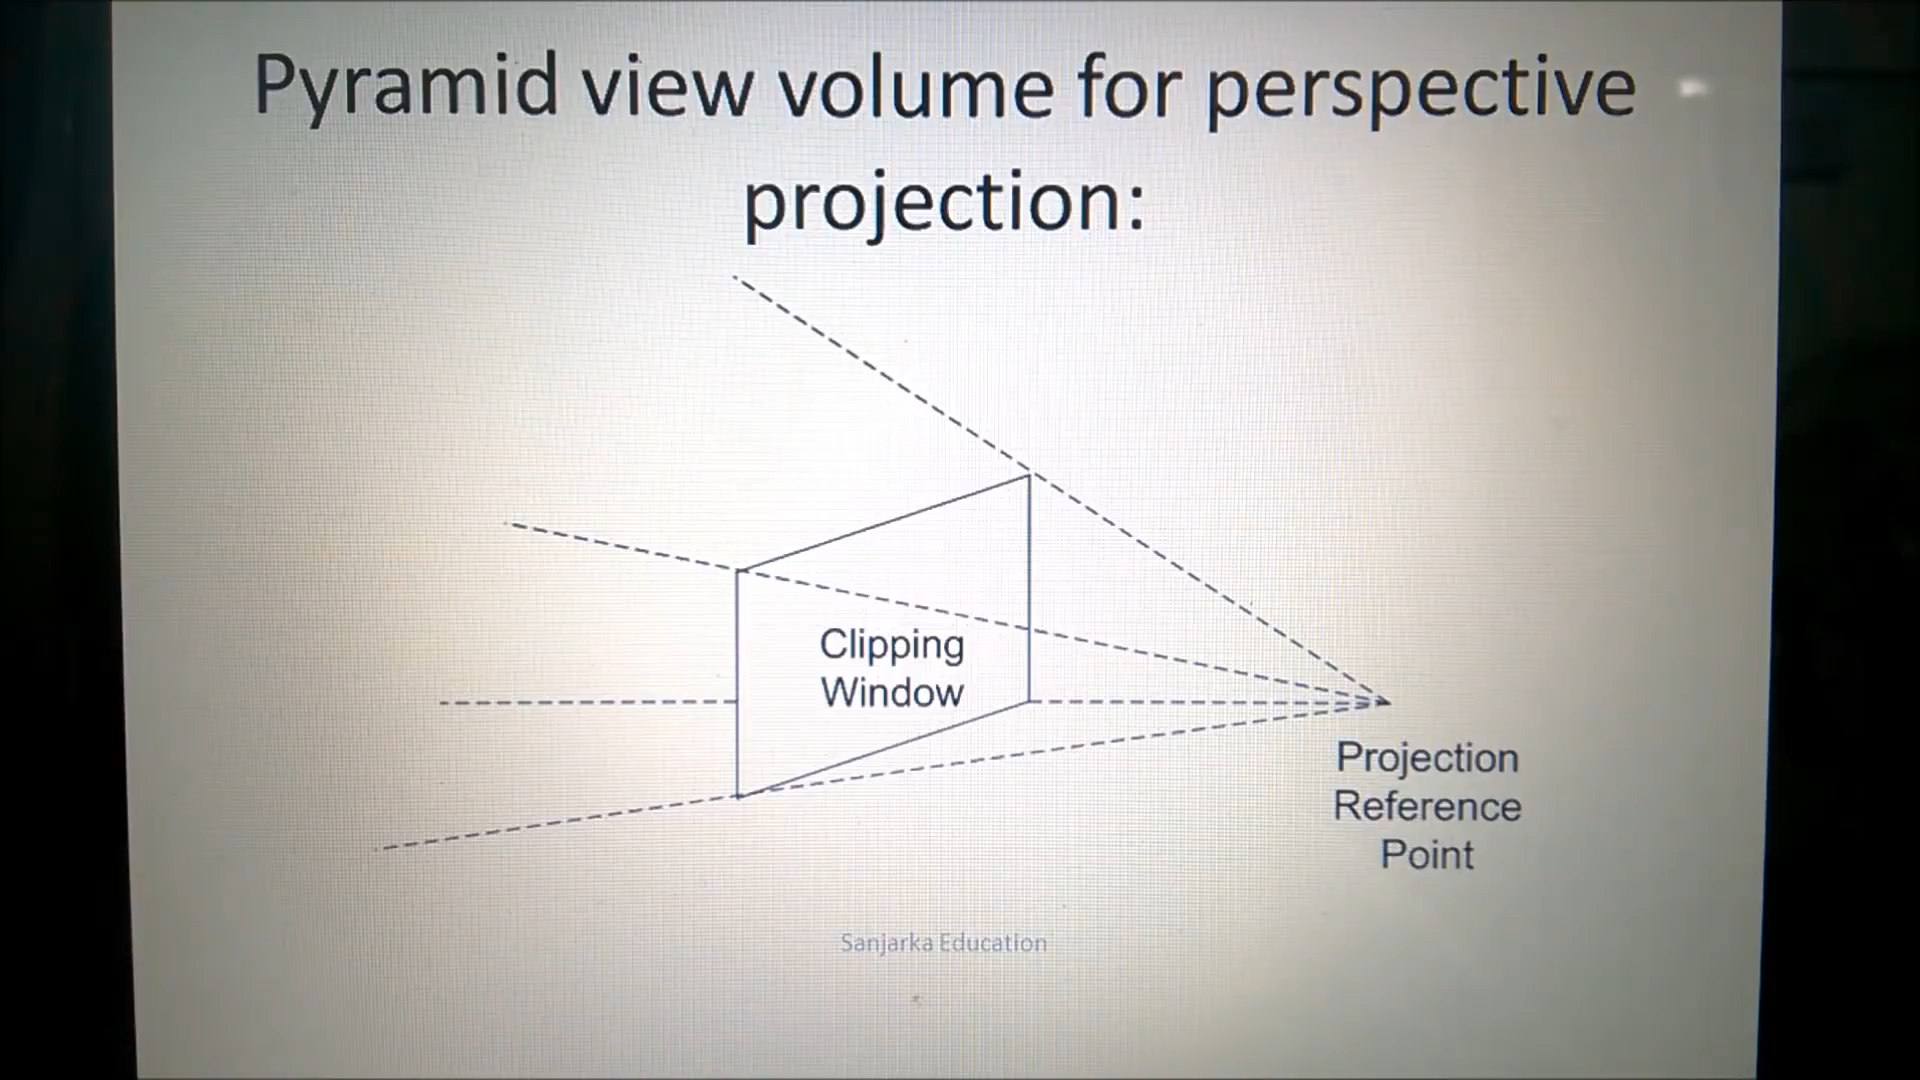 Pyramid view volume for perspective
projection:
Clipping
Window
Projection
Reference
Point
Sanjarka Education